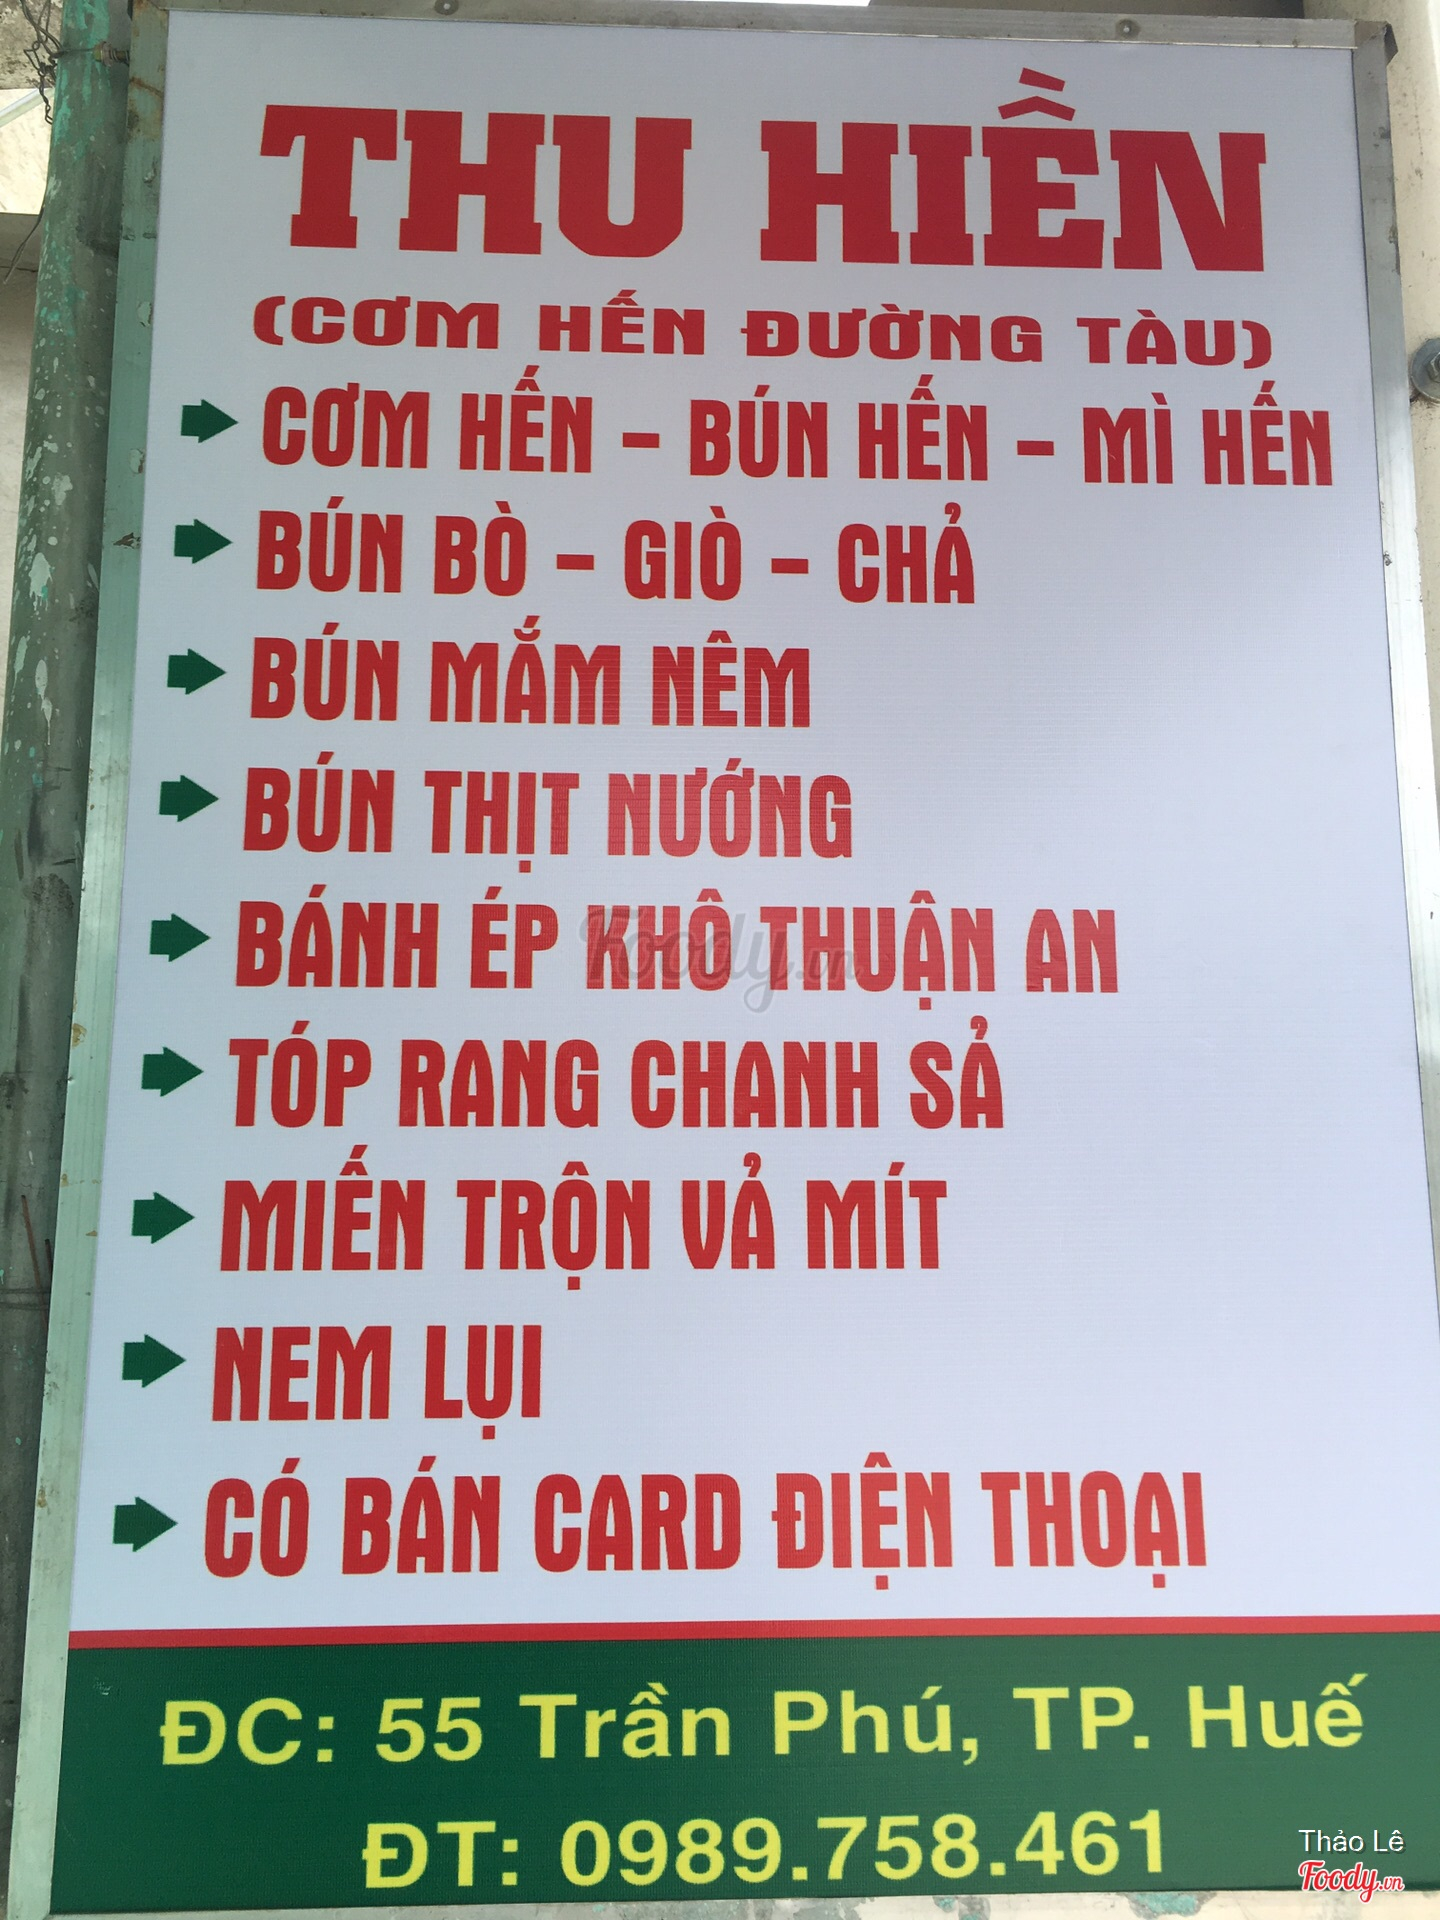 THU HIỀN
(CƠM HẾN ĐƯỜNG TÀU)
CƠM HẾN - BÚN HẾN - MÌ HẾN
BÚN BÒ - GIÒ - CHẢ
BÚN MẮM NÊM
BÚN THỊT NƯỚNG
BÁNH ÉP KHÔ THUẬN AN
Foody.vn
TÓP RANG CHANH SẢ
MIẾN TRỘN VẢ MÍT
NEM LỤI
CÓ BÁN CARD ĐIỆN THOẠI
ĐC: 55 Trần Phú, TP. Huế
ĐT: 0989.758.461
Thảo Lê
Foody.vn